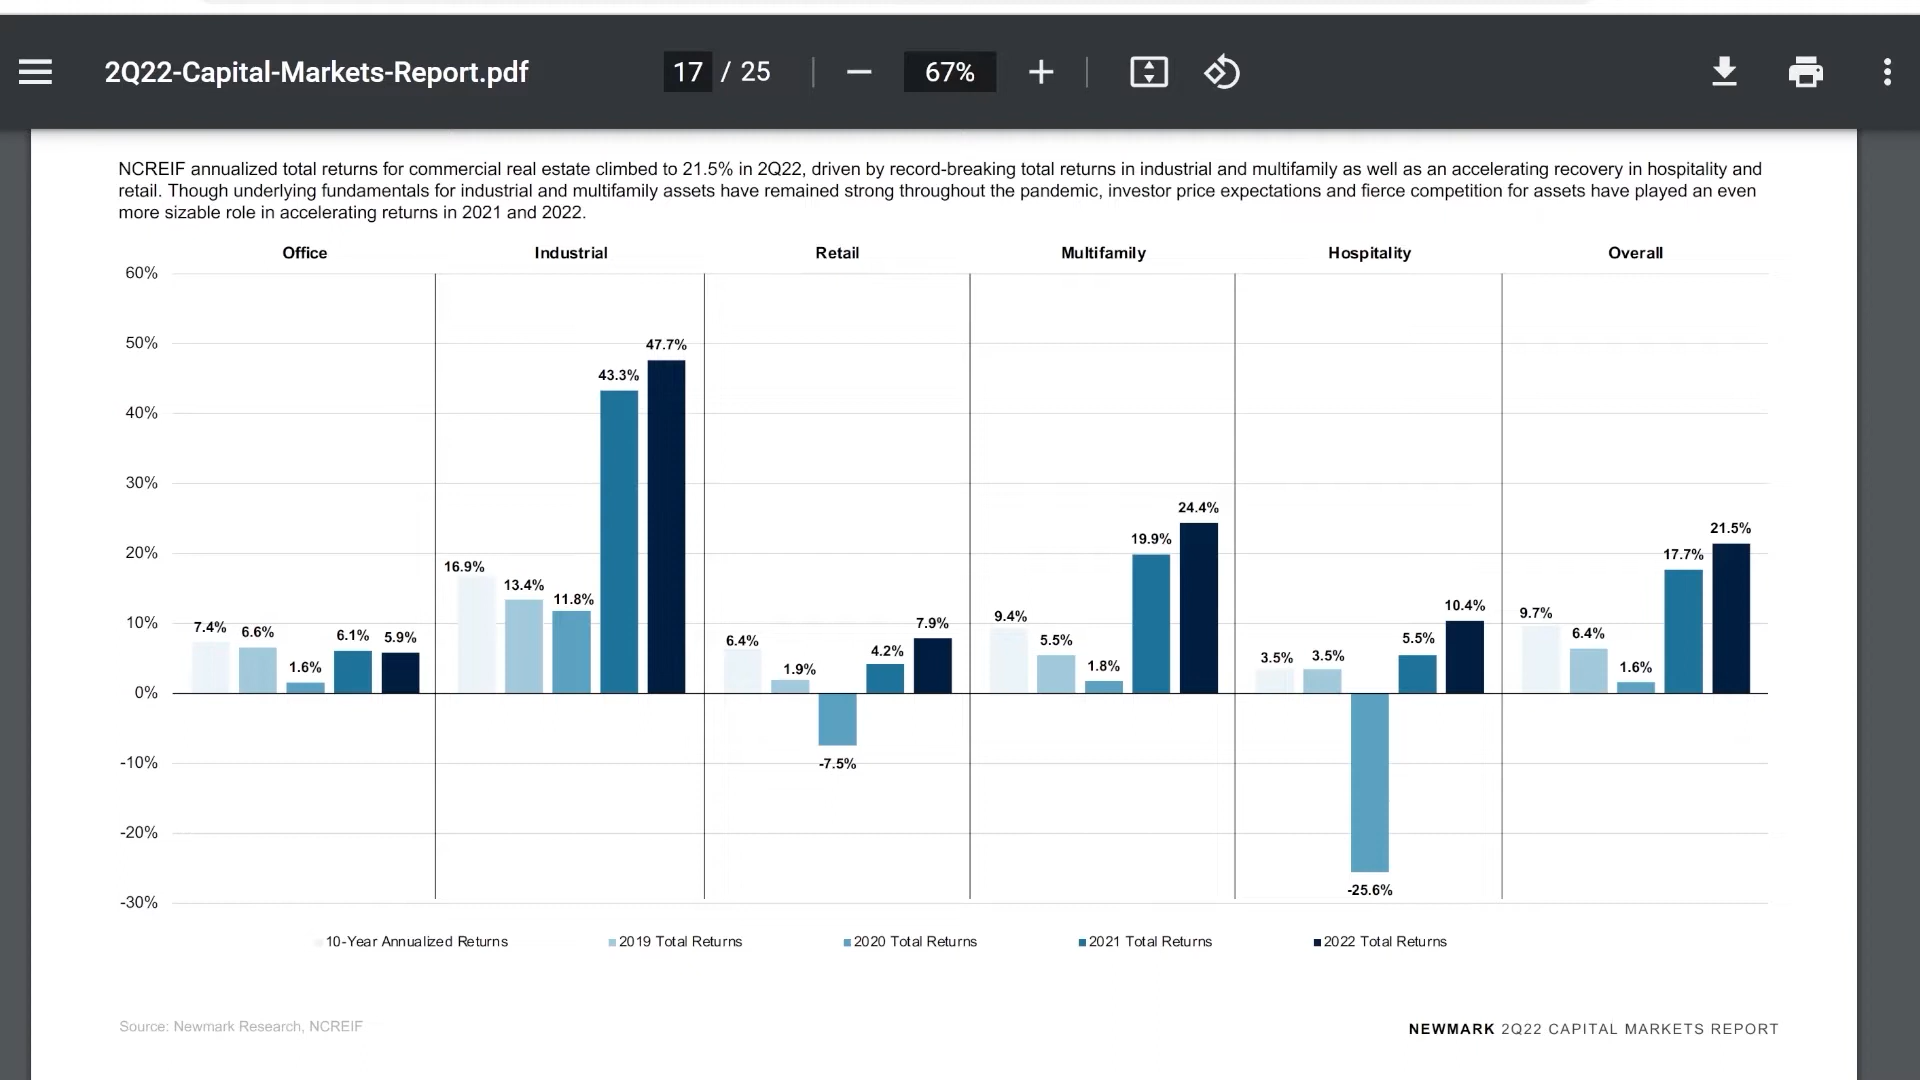 2Q22-Capital-Markets-Report.pdf
17 / 25
67%
NCREIF annualized total returns for commercial real estate climbed to 21.5% in 2Q22, driven by record-breaking total returns in industrial and multifamily as well as an accelerating recovery in hospitality and
retail. Though underlying fundamentals for industrial and multifamily assets have remained strong throughout the pandemic, investor price expectations and fierce competition for assets have played an even
more sizable role in accelerating returns in 2021 and 2022.
Office Industrial Retail Multifamily Hospitality Overall
60%
50%
40%
30%
20%
10%
0%
-10%
-20%
-30%
7.4% 6.6% 1.6% 6.1% 5.9%
16.9% 13.4% 11.8% 43.3% 47.7%
6.4% 1.9% -7.5% 4.2% 7.9%
9.4% 5.5% 1.8% 19.9% 24.4%
3.5% 3.5% -25.6% 5.5% 10.4%
9.7% 6.4% 1.6% 17.7% 21.5%
10-Year Annualized Returns 2019 Total Returns 2020 Total Returns 2021 Total Returns 2022 Total Returns
Source: Newmark Research, NCREIF
NEWMARK 2Q22 CAPITAL MARKETS REPORT